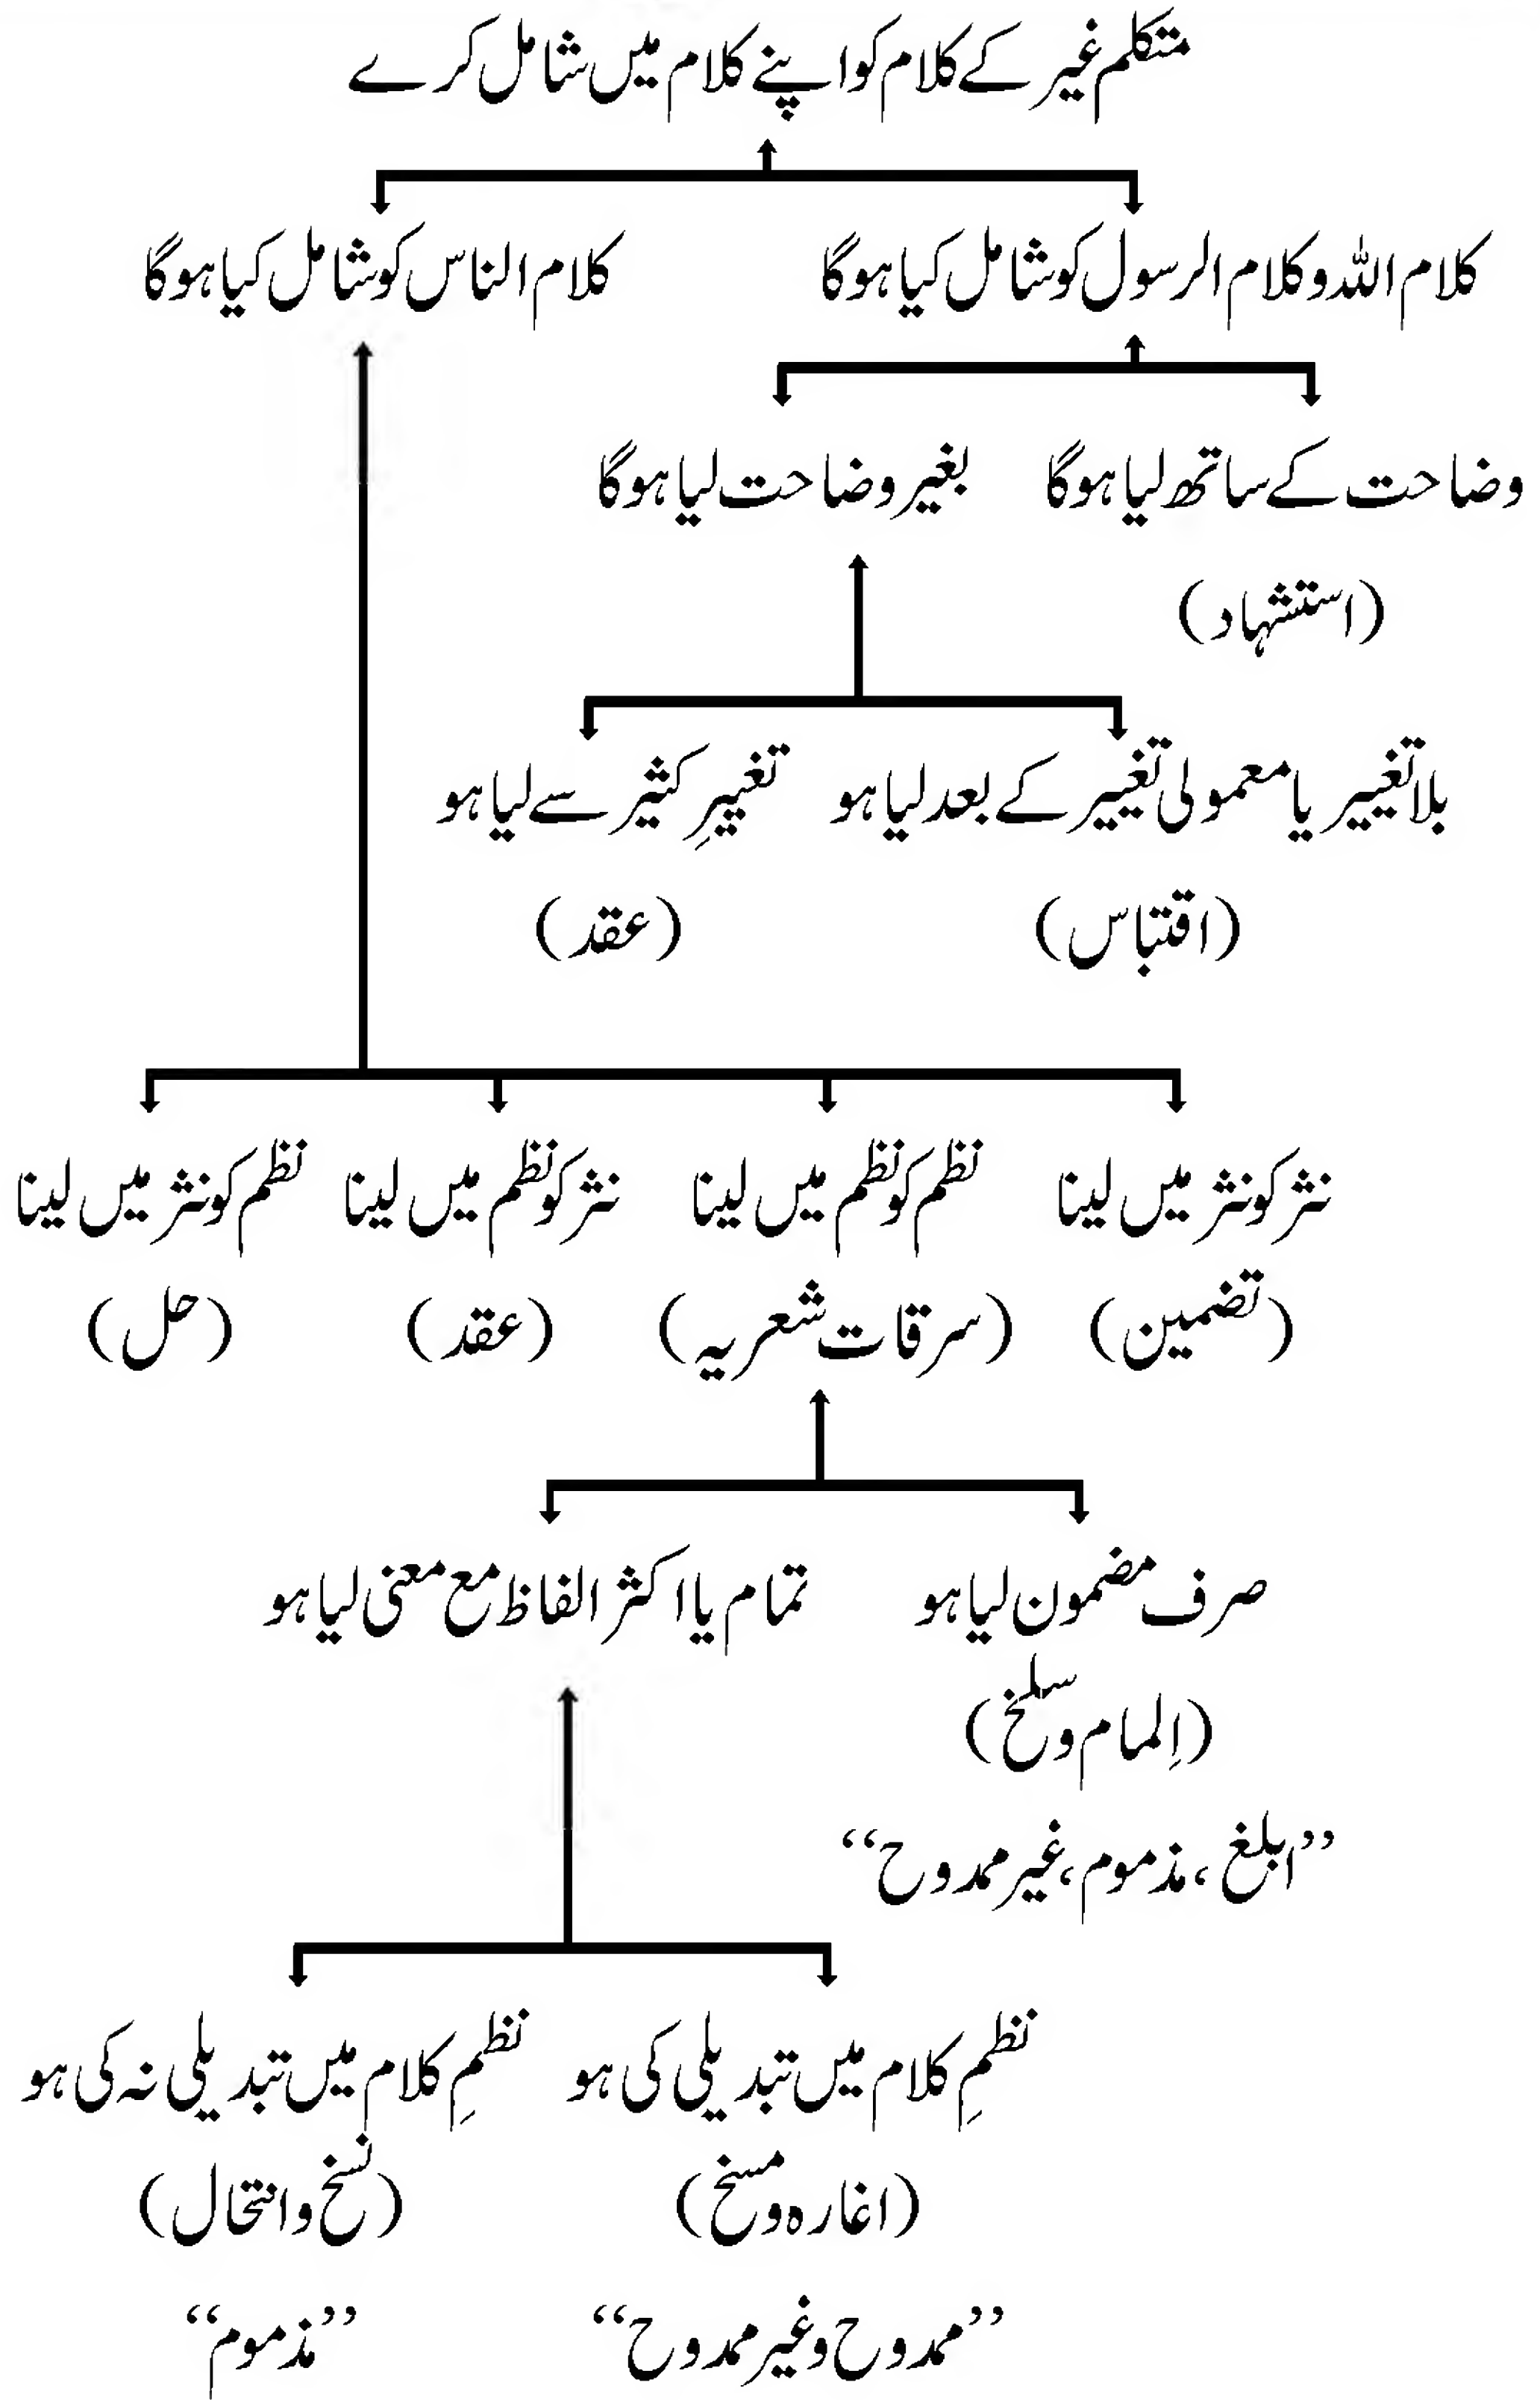 متکلم غیر کے کلام کو اپنے کلام میں شامل کرے
کلام اللہ و کلام الرسول کو شامل کیا ہوگا
کلام الناس کو شامل کیا ہوگا
وضاحت کے ساتھ لیا ہوگا
بغیر وضاحت لیا ہوگا
(استشہاد)
بلا تغییر یا معمولی تغییر کے بعد لیا ہو
تغییرِ کثیر سے لیا ہو
(اقتباس)
(عقد)
نثر کو نثر میں لینا
نظم کو نظم میں لینا
نثر کو نظم میں لینا
نظم کو نثر میں لینا
(تضمین)
(سرقات شعریہ)
(عقد)
(حل)
صرف مضمون لیا ہو
تمام یا اکثر الفاظ مع معنی لیا ہو
(اِلمام و سلخ)
’’ابلغ، مذموم، غیر ممدوح‘‘
نظمِ کلام میں تبدیلی کی ہو
نظمِ کلام میں تبدیلی نہ کی ہو
(اغارہ و مسخ)
(نسخ و انتحال)
’’ممدوح و غیر ممدوح‘‘
’’مذموم‘‘